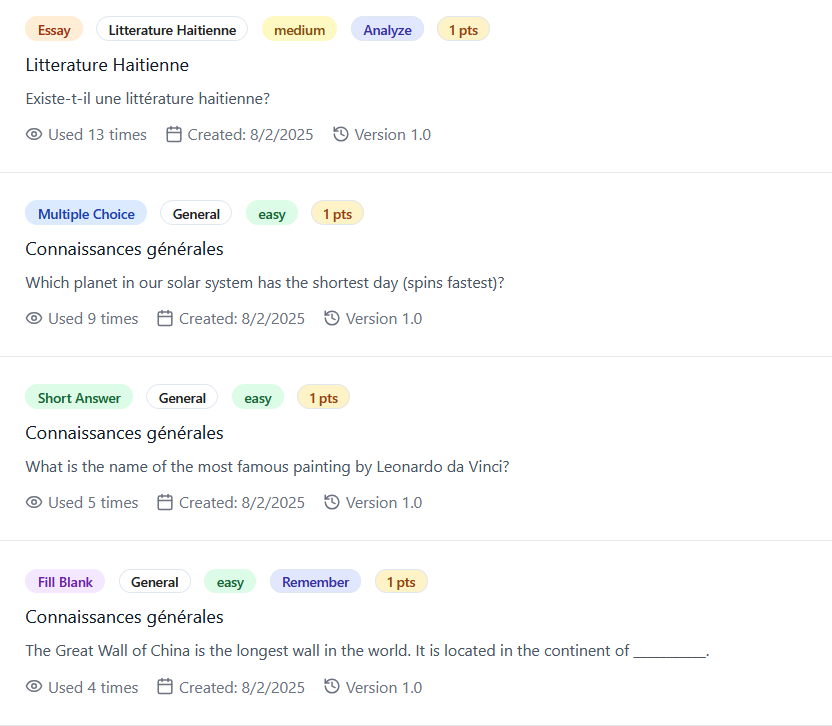 Essay Litterature Haitienne medium Analyze 1 pts
Litterature Haitienne
Existe-t-il une littérature haitienne?
Used 13 times Created: 8/2/2025 Version 1.0
Multiple Choice General easy 1 pts
Connaissances générales
Which planet in our solar system has the shortest day (spins fastest)?
Used 9 times Created: 8/2/2025 Version 1.0
Short Answer General easy 1 pts
Connaissances générales
What is the name of the most famous painting by Leonardo da Vinci?
Used 5 times Created: 8/2/2025 Version 1.0
Fill Blank General easy Remember 1 pts
Connaissances générales
The Great Wall of China is the longest wall in the world. It is located in the continent of __________.
Used 4 times Created: 8/2/2025 Version 1.0